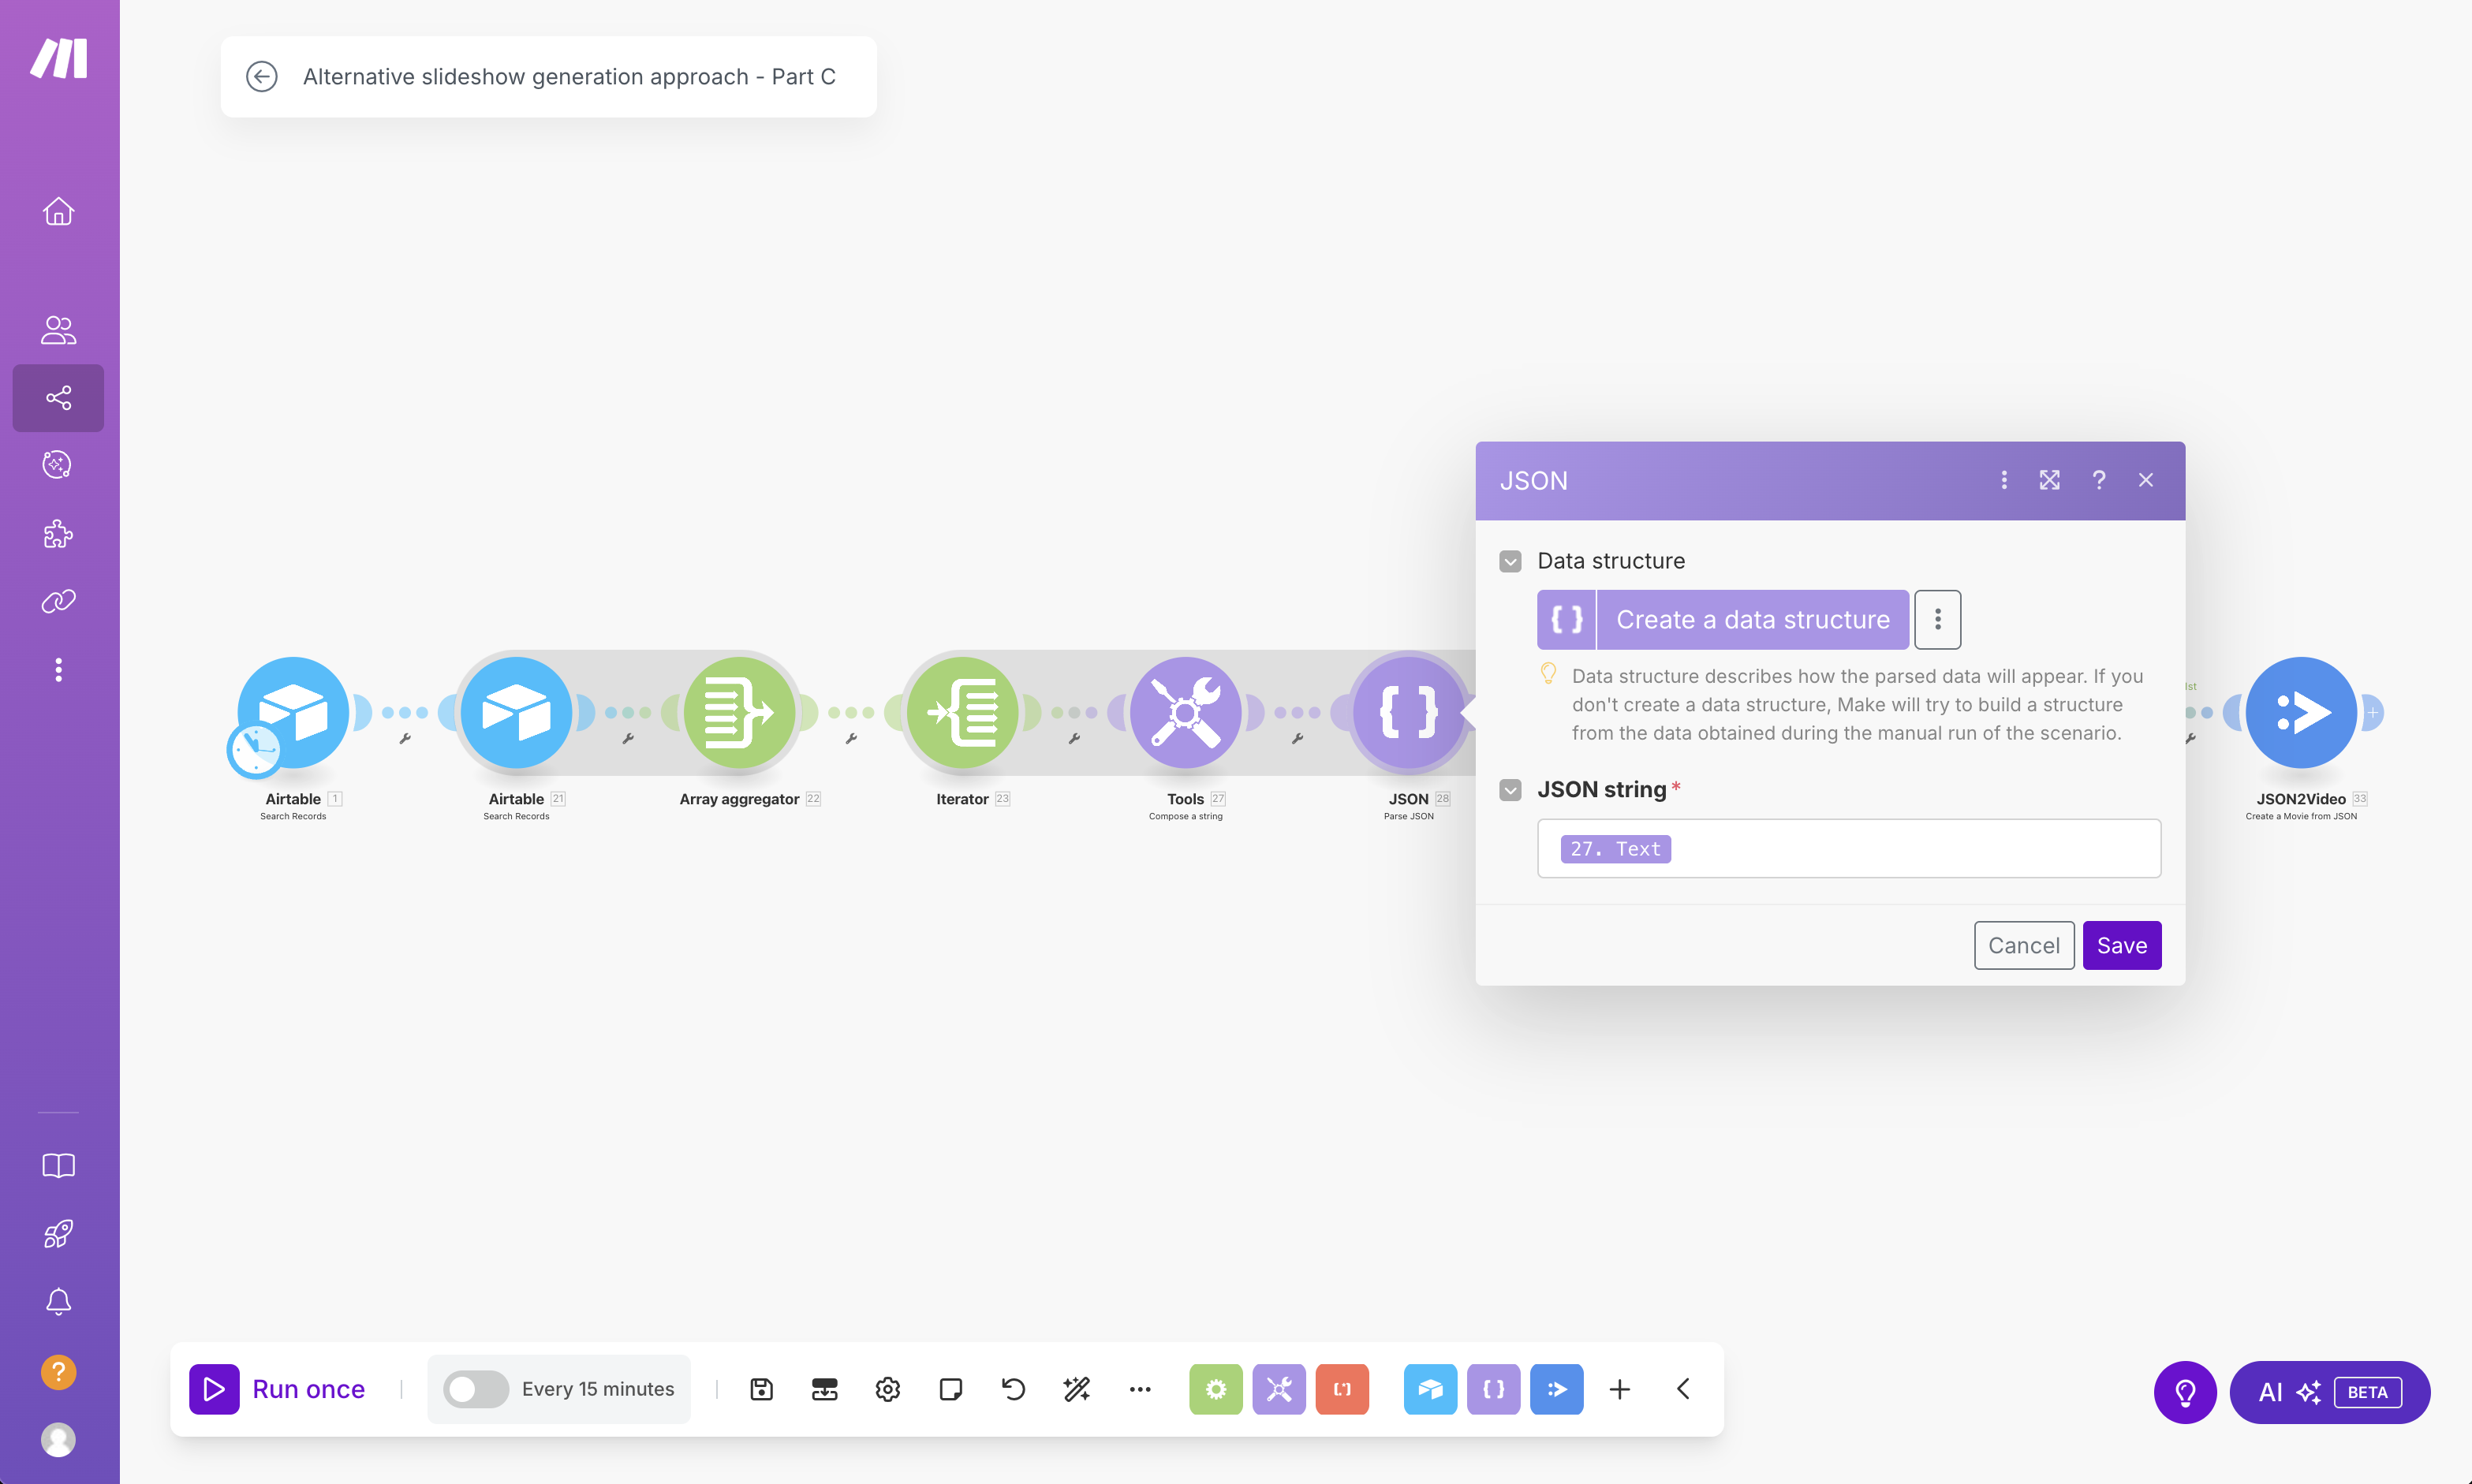 Alternative slideshow generation approach - Part C
JSON
Data structure
Create a data structure
Data structure describes how the parsed data will appear. If you
don't create a data structure, Make will try to build a structure
from the data obtained during the manual run of the scenario.
JSON string *
27. Text
Cancel
Save
Airtable 1
Search Records
Airtable 21
Search Records
Array aggregator 22
Iterator 23
Tools 27
Compose a string
JSON 28
Parse JSON
JSON2Video 33
Create a Movie from JSON
Run once
Every 15 minutes
AI
BETA